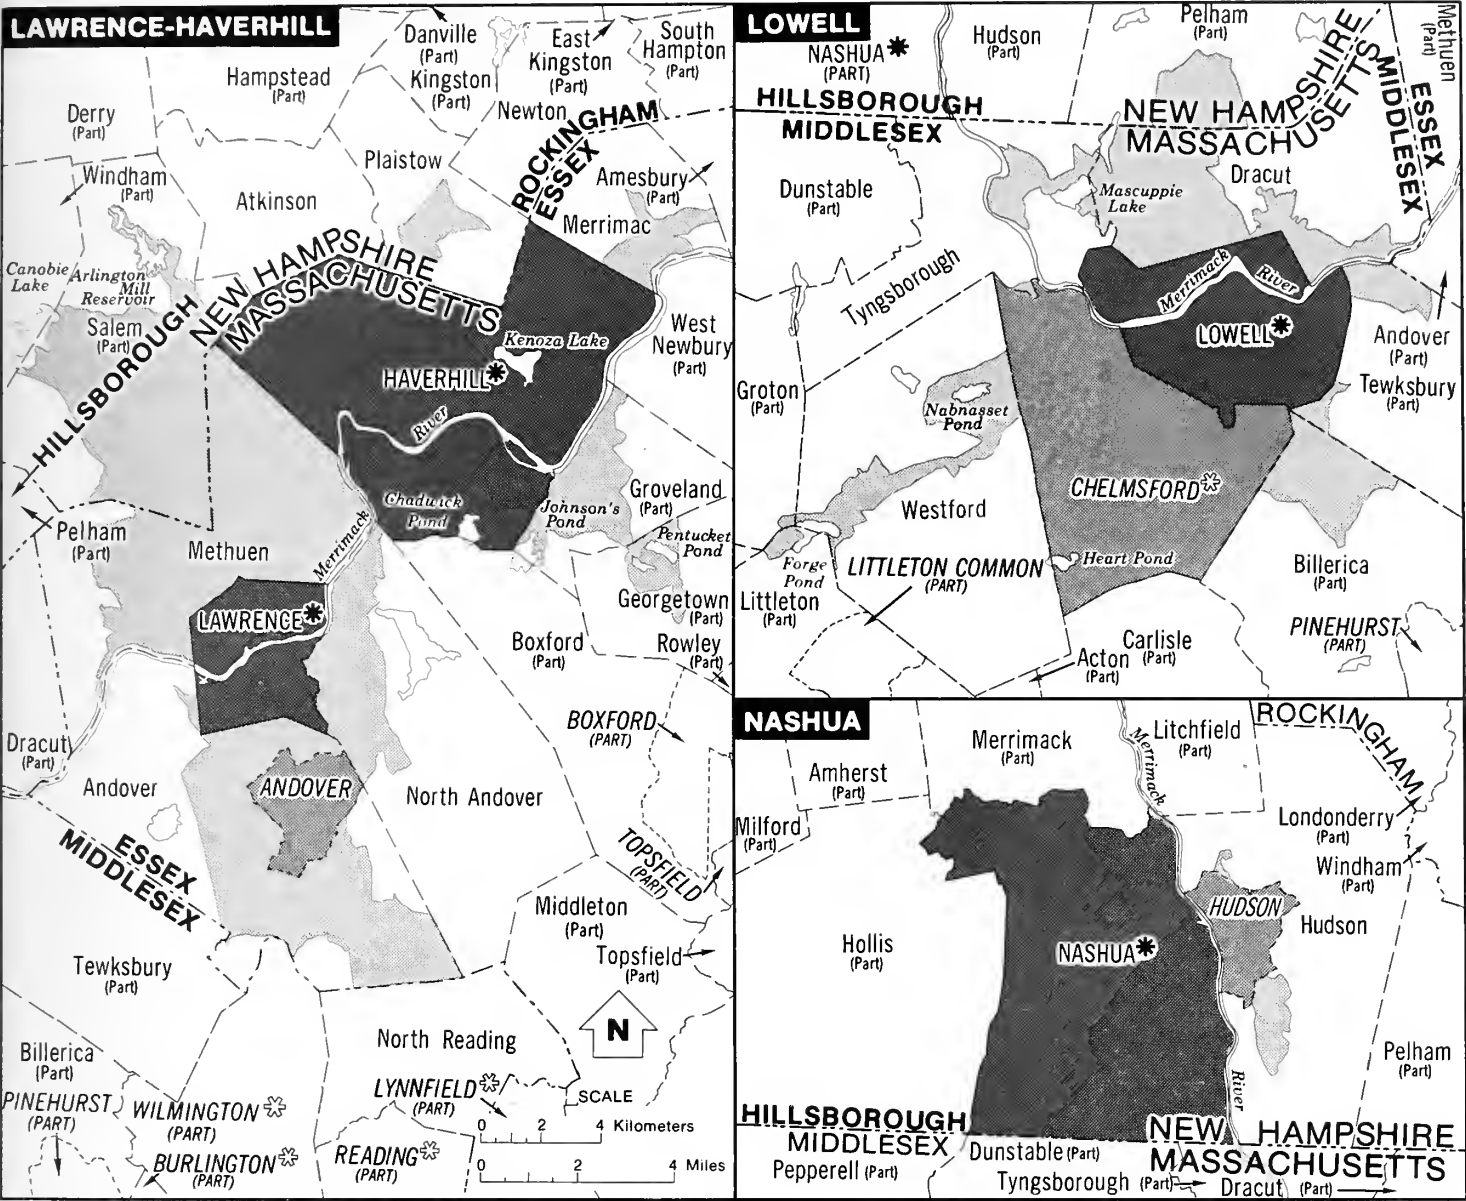 LAWRENCE-HAVERHILL
Danville
(Part)
East
Kingston
(Part)
South
Hampton
(Part)
Hampstead
(Part)
Kingston
(Part)
Newton
Derry
(Part)
ROCKINGHAM
ESSEX
Plaistow
Windham
(Part)
Atkinson
Amesbury
(Part)
Merrimac
NEW HAMPSHIRE
MASSACHUSETTS
Canobie
Lake
Arlington
Mill
Reservoir
Salem
(Part)
HILLSBOROUGH
Kenoza Lake
West
Newbury
(Part)
HAVERHILL
River
Chadwick
Pond
Johnson's
Pond
Groveland
(Part)
Pentucket
Pond
Pelham
(Part)
Methuen
Merrimack
LAWRENCE
Georgetown
(Part)
Boxford
(Part)
Rowley
(Part)
BOXFORD
(PART)
Dracut
(Part)
Andover
ANDOVER
North Andover
ESSEX
MIDDLESEX
TOPSFIELD
(PART)
Middleton
(Part)
Topsfield
(Part)
Tewksbury
(Part)
N
North Reading
Billerica
(Part)
PINEHURST
(PART)
WILMINGTON
(PART)
LYNNFIELD
(PART)
BURLINGTON
(PART)
READING
(PART)
SCALE
0 2 4 Kilometers
0 2 4 Miles
LOWELL
NASHUA
(PART)
Hudson
(Part)
Pelham
(Part)
Methuen
(Part)
HILLSBOROUGH
MIDDLESEX
NEW HAMPSHIRE
MASSACHUSETTS
ESSEX
MIDDLESEX
Dunstable
(Part)
Mascuppie
Lake
Dracut
Tyngsborough
Merrimack River
LOWELL
Andover
(Part)
Tewksbury
(Part)
Groton
(Part)
Nabnasset
Pond
CHELMSFORD
Westford
Forge
Pond
LITTLETON COMMON
(PART)
Heart Pond
Billerica
(Part)
Littleton
(Part)
PINEHURST
(PART)
Carlisle
(Part)
Acton
(Part)
NASHUA
Merrimack
(Part)
Merrimack
Litchfield
(Part)
ROCKINGHAM
Amherst
(Part)
Milford
(Part)
Londonderry
(Part)
Windham
(Part)
HUDSON
Hudson
Hollis
(Part)
NASHUA
Pelham
(Part)
River
HILLSBOROUGH
MIDDLESEX
NEW HAMPSHIRE
MASSACHUSETTS
Pepperell (Part)
Dunstable (Part)
Tyngsborough (Part)
Dracut (Part)